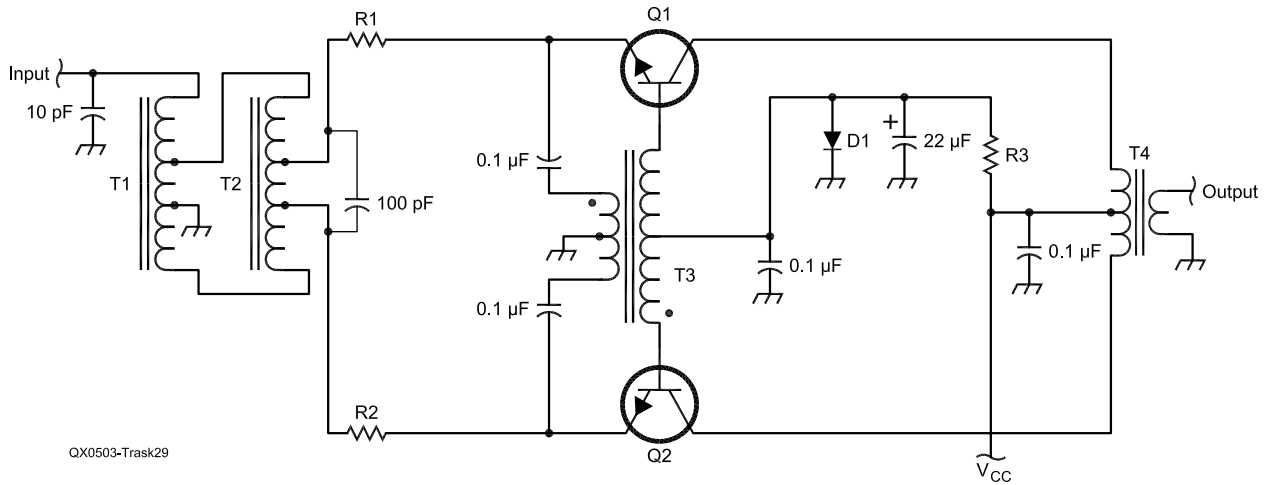 Input
10 pF
T1
T2
R1
100 pF
R2
0.1 µF
0.1 µF
Q1
T3
Q2
0.1 µF
D1
+
22 µF
R3
0.1 µF
VCC
T4
Output
QX0503-Trask29